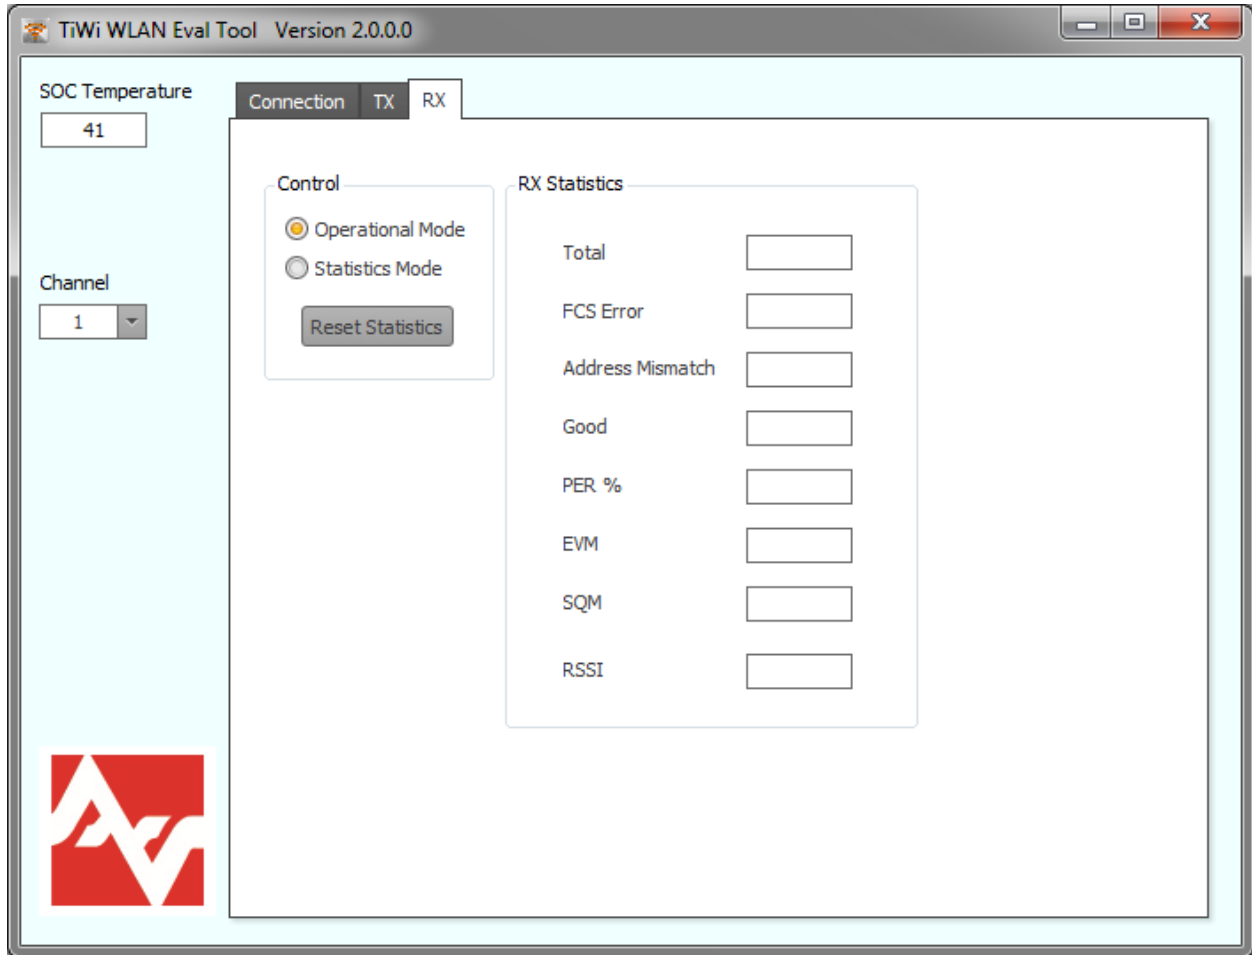 TiWi WLAN Eval Tool   Version 2.0.0.0
SOC Temperature
41
Channel
1
Connection TX RX
Control
Operational Mode
Statistics Mode
Reset Statistics
RX Statistics
Total
FCS Error
Address Mismatch
Good
PER %
EVM
SQM
RSSI